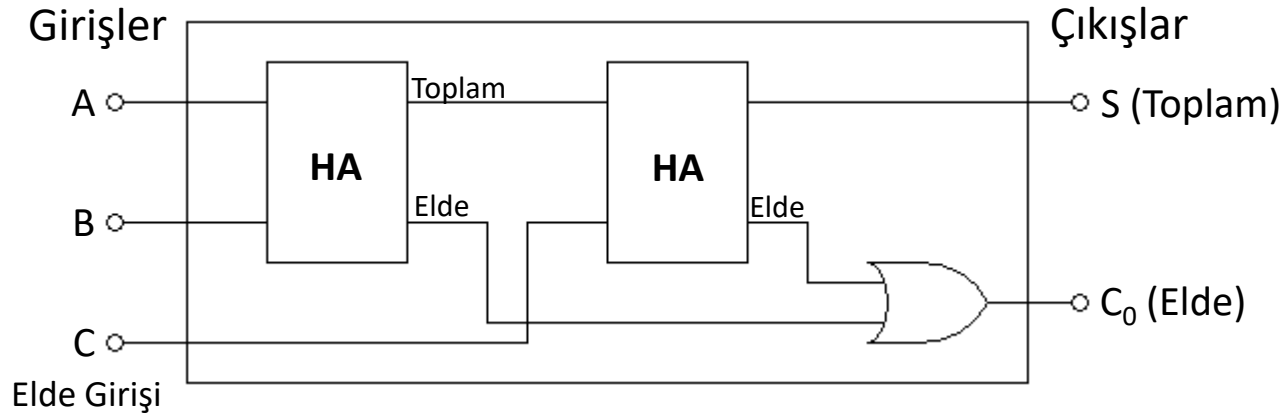 Girişler
Çıkışlar
A
Toplam
S (Toplam)
HA
HA
B
Elde
Elde
C₀ (Elde)
C
Elde Girişi